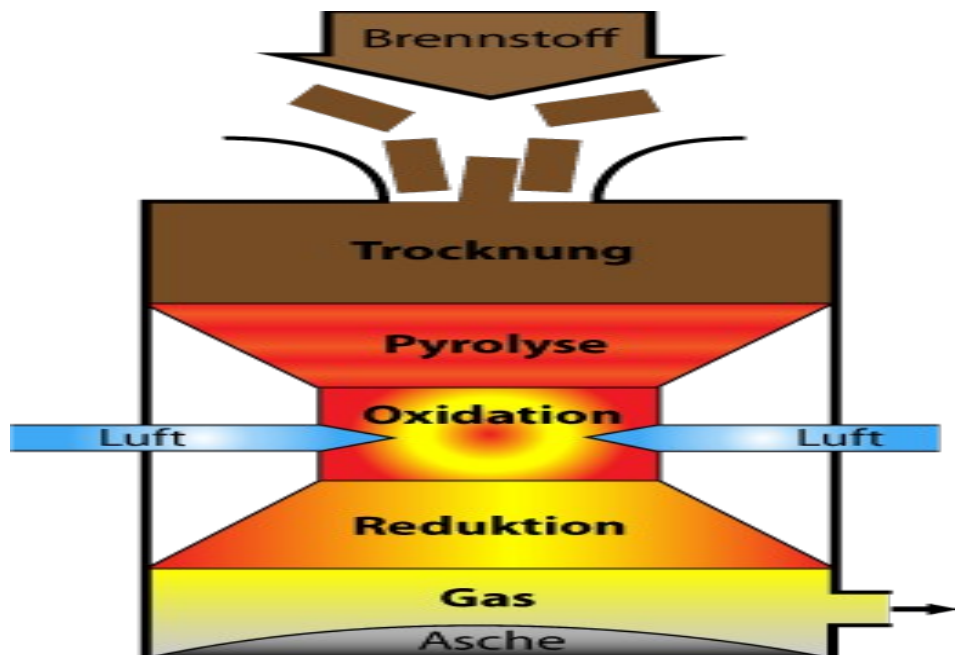 Brennstoff
Trocknung
Pyrolyse
Oxidation
Luft
Luft
Reduktion
Gas
Asche